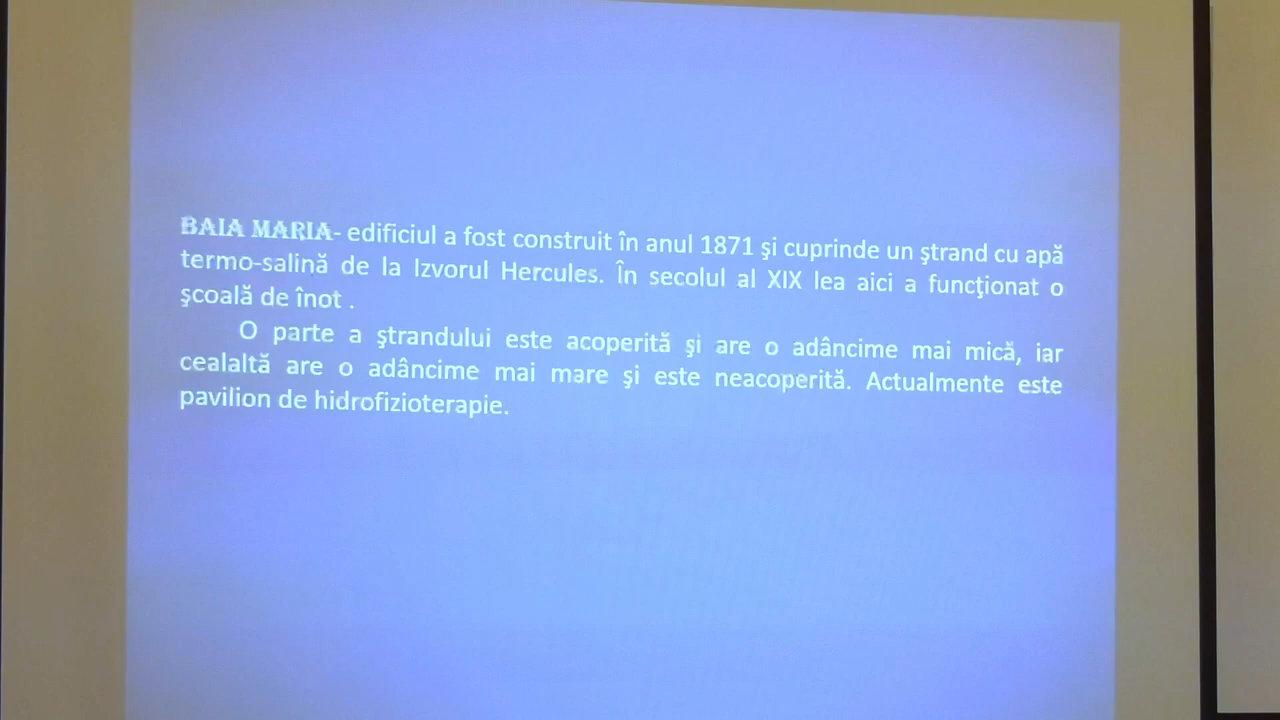 BAIA MARIA- edificiul a fost construit în anul 1871 şi cuprinde un ştrand cu apă
termo-salină de la Izvorul Hercules. În secolul al XIX lea aici a funcţionat o
şcoală de înot .
O parte a ştrandului este acoperită şi are o adâncime mai mică, iar
cealaltă are o adâncime mai mare şi este neacoperită. Actualmente este
pavilion de hidrofizioterapie.